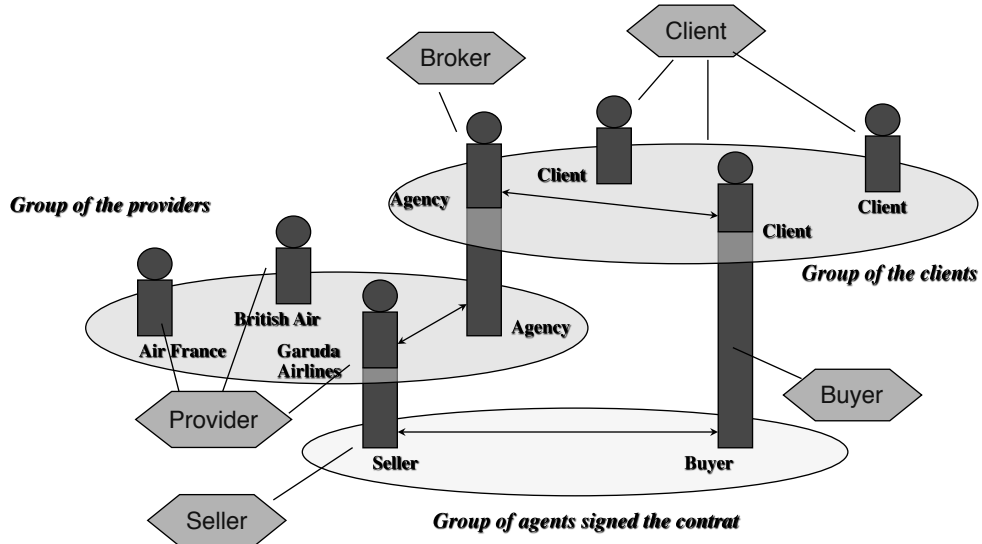 Client
Broker
Client
Agency
Client
Group of the providers
Client
Group of the clients
British Air
Agency
Air France
Garuda
Airlines
Buyer
Provider
Seller
Buyer
Seller
Group of agents signed the contrat